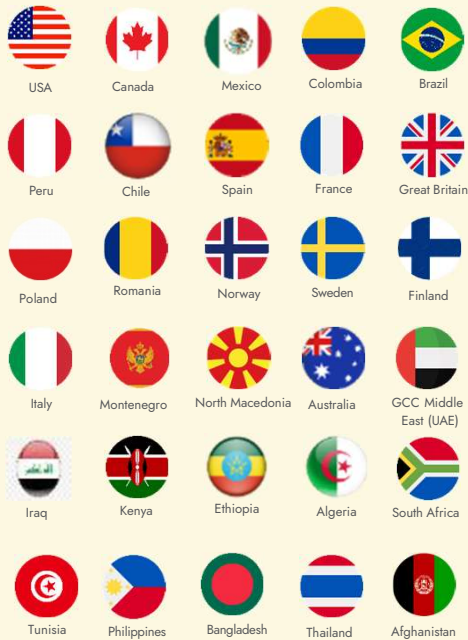 USA
Canada
Mexico
Colombia
Brazil
Peru
Chile
Spain
France
Great Britain
Poland
Romania
Norway
Sweden
Finland
Italy
Montenegro
North Macedonia
Australia
GCC Middle
East (UAE)
Iraq
Kenya
Ethiopia
Algeria
South Africa
Tunisia
Philippines
Bangladesh
Thailand
Afghanistan